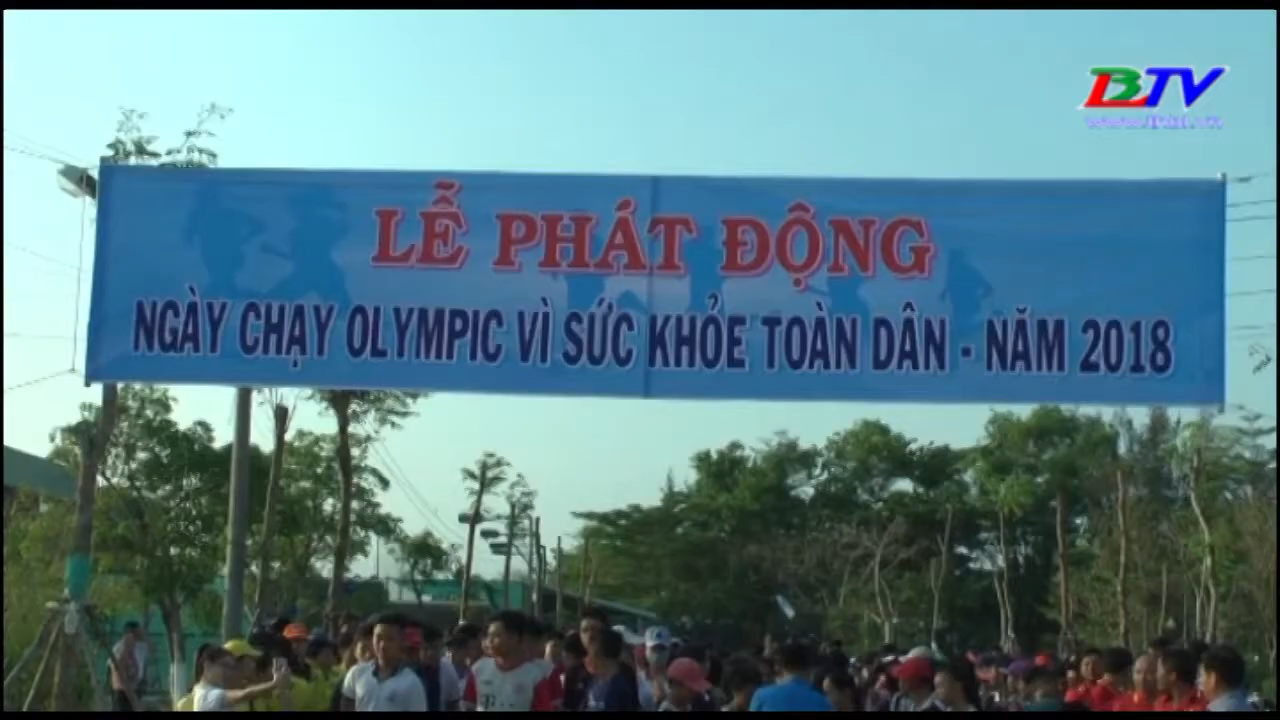 BTV
LỄ PHÁT ĐỘNG
NGÀY CHẠY OLYMPIC VÌ SỨC KHỎE TOÀN DÂN - NĂM 2018